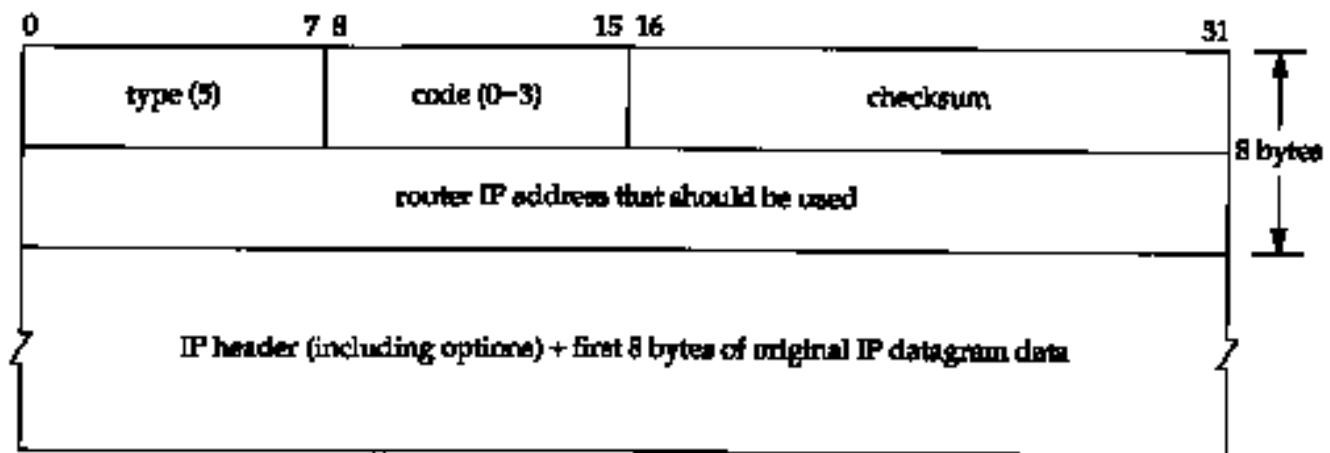 0 7 8 15 16 31
type (5) code (0–3) checksum
8 bytes
router IP address that should be used
IP header (including options) + first 8 bytes of original IP datagram data